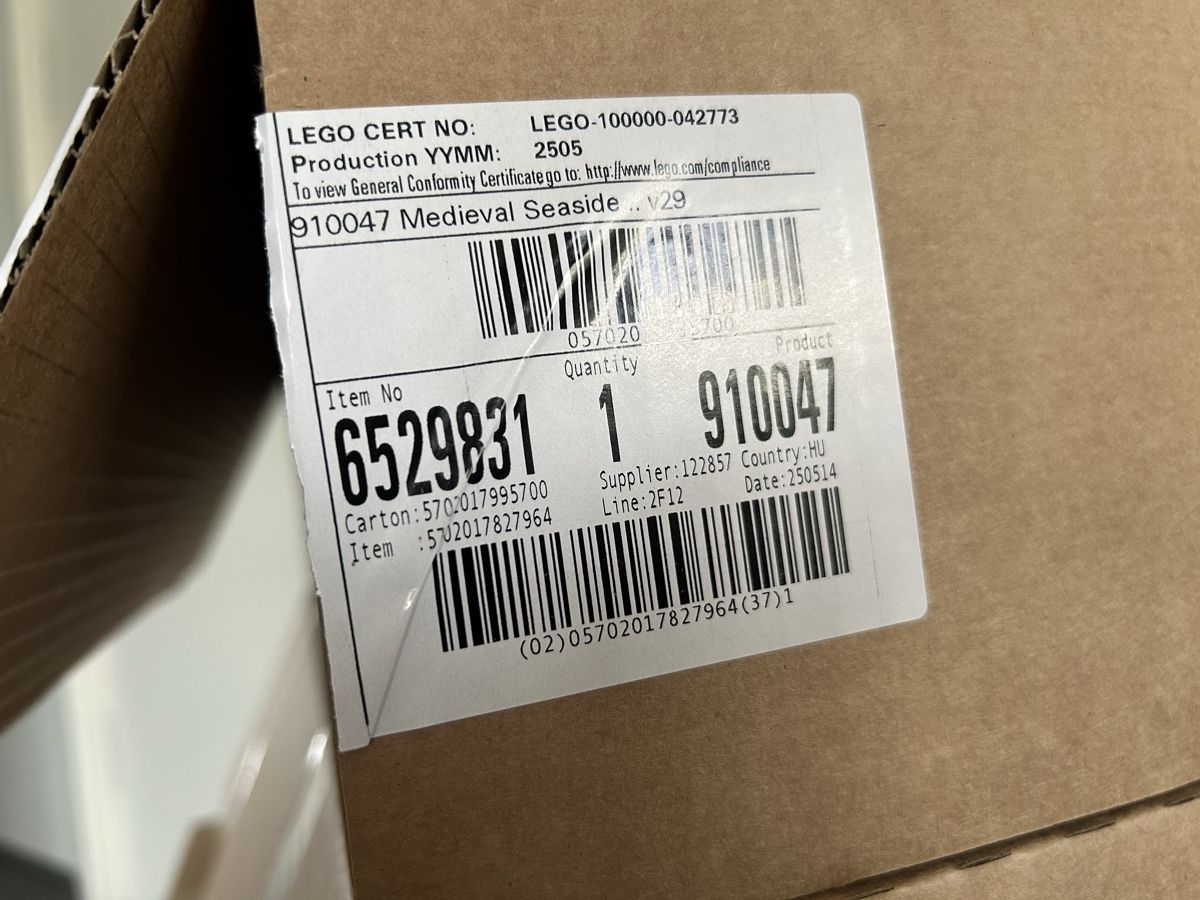 LEGO CERT NO: LEGO-100000-042773
Production YYMM: 2505
To view General Conformity Certificate go to: http://www.lego.com/compliance
910047 Medieval Seaside .. v29
057020 5700
Item No Quantity Product
6529831 1 910047
Carton:5702017995700 Supplier:122857 Country:HU
Item :5702017827964 Line:2F12 Date:250514
(02)05702017827964(37)1